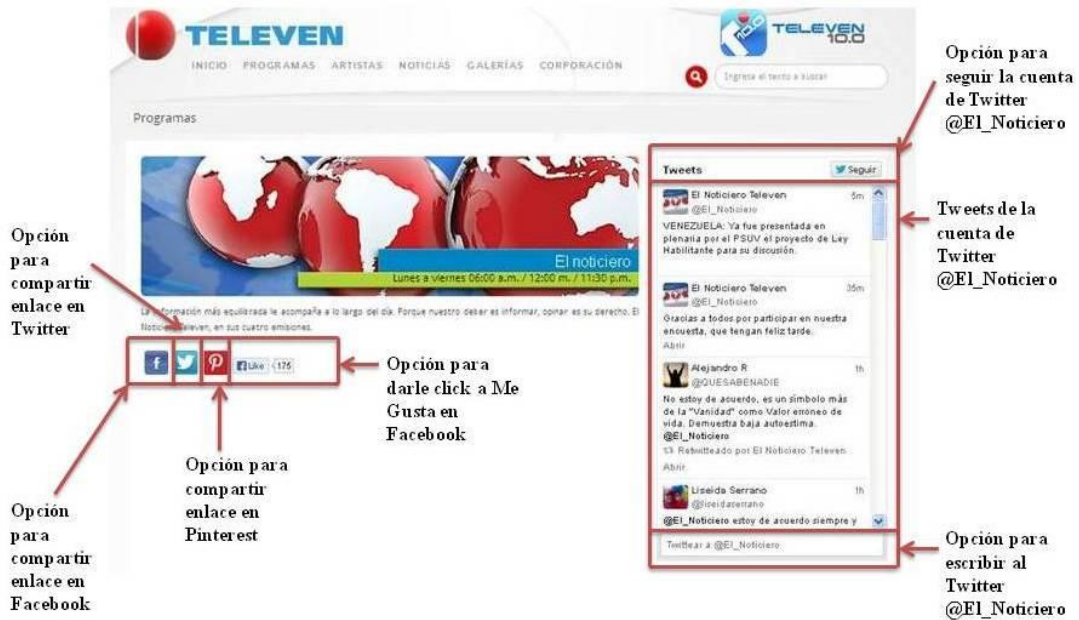 TELEVEN
TELEVEN
10.0
INICIO PROGRAMAS ARTISTAS NOTICIAS GALERÍAS CORPORACIÓN
Ingrese el texto a buscar
Programas
El noticiero
Lunes a viernes 06:00 a.m. / 12:00 m. / 11:30 p.m.
La información más equilibrada le acompaña a lo largo del día. Porque nuestro deber es informar, opinar es su derecho. El
Noticiero Televen, en sus cuatro emisiones.
Like 175
Tweets
Seguir
El Noticiero Televen 5m
@El_Noticiero
VENEZUELA: Ya fue presentada en
plenaria por el PSUV el proyecto de Ley
Habilitante para su discusión.
El Noticiero Televen 35m
@El_Noticiero
Gracias a todos por participar en nuestra
encuesta, que tengan feliz tarde.
Abrir
Alejandro R 1h
@QUESABENADIE
No estoy de acuerdo, es un símbolo más
de la "Vanidad" como Valor erróneo de
vida. Demuestra baja autoestima.
@El_Noticiero
Retwitteado por El Noticiero Televen
Abrir
Liseida Serrano 1h
@liseidaserrano
@El_Noticiero estoy de acuerdo siempre y
Twittear a @El_Noticiero
Opción para
seguir la cuenta
de Twitter
@El_Noticiero
Tweets de la
cuenta de
Twitter
@El_Noticiero
Opción para
escribir al
Twitter
@El_Noticiero
Opción
para
compartir
enlace en
Twitter
Opción para
darle click a Me
Gusta en
Facebook
Opción para
compartir
enlace en
Pinterest
Opción
para
compartir
enlace en
Facebook